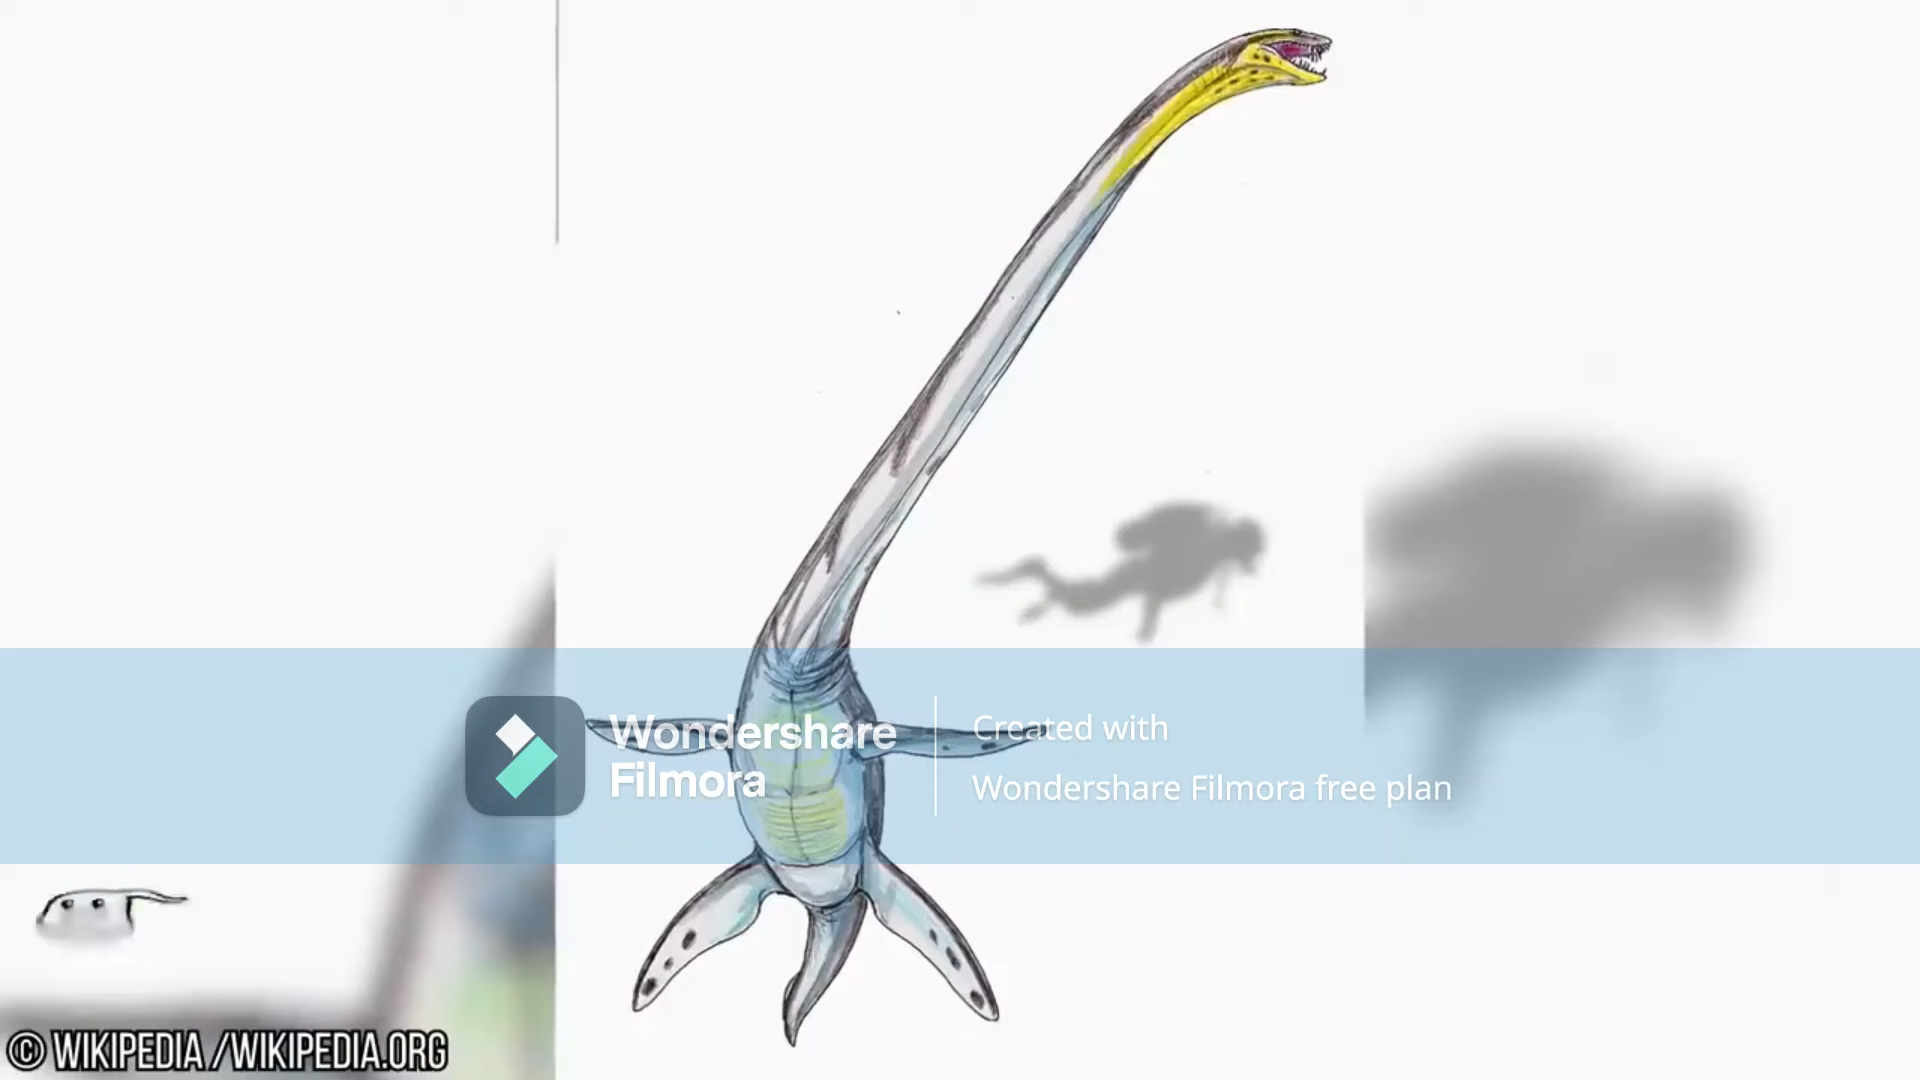 Wondershare
Filmora
Created with
Wondershare Filmora free plan
© WIKIPEDIA /WIKIPEDIA.ORG